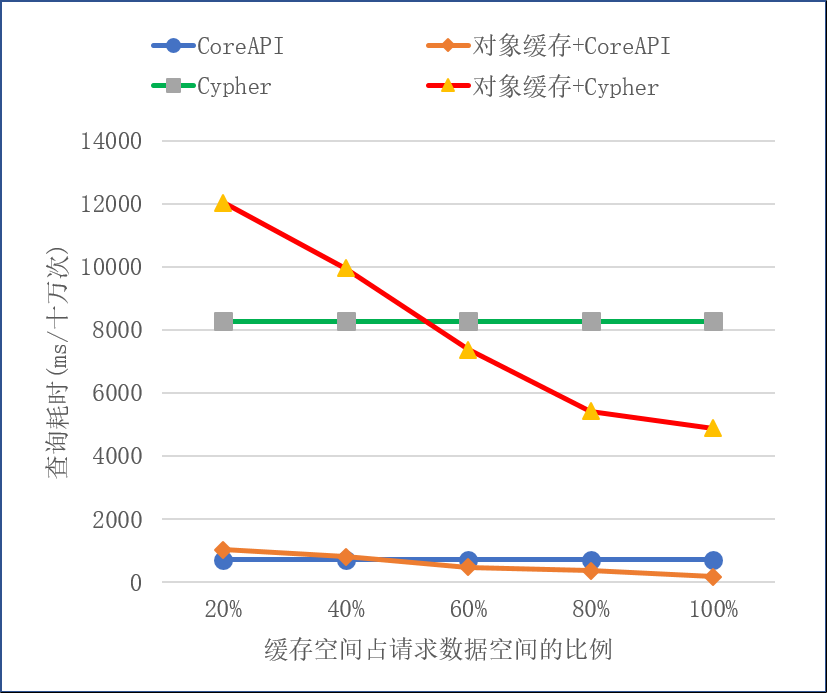 CoreAPI
对象缓存+CoreAPI
Cypher
对象缓存+Cypher
14000
12000
10000
8000
6000
4000
2000
0
查询耗时(ms/十万次)
20%
40%
60%
80%
100%
缓存空间占请求数据空间的比例